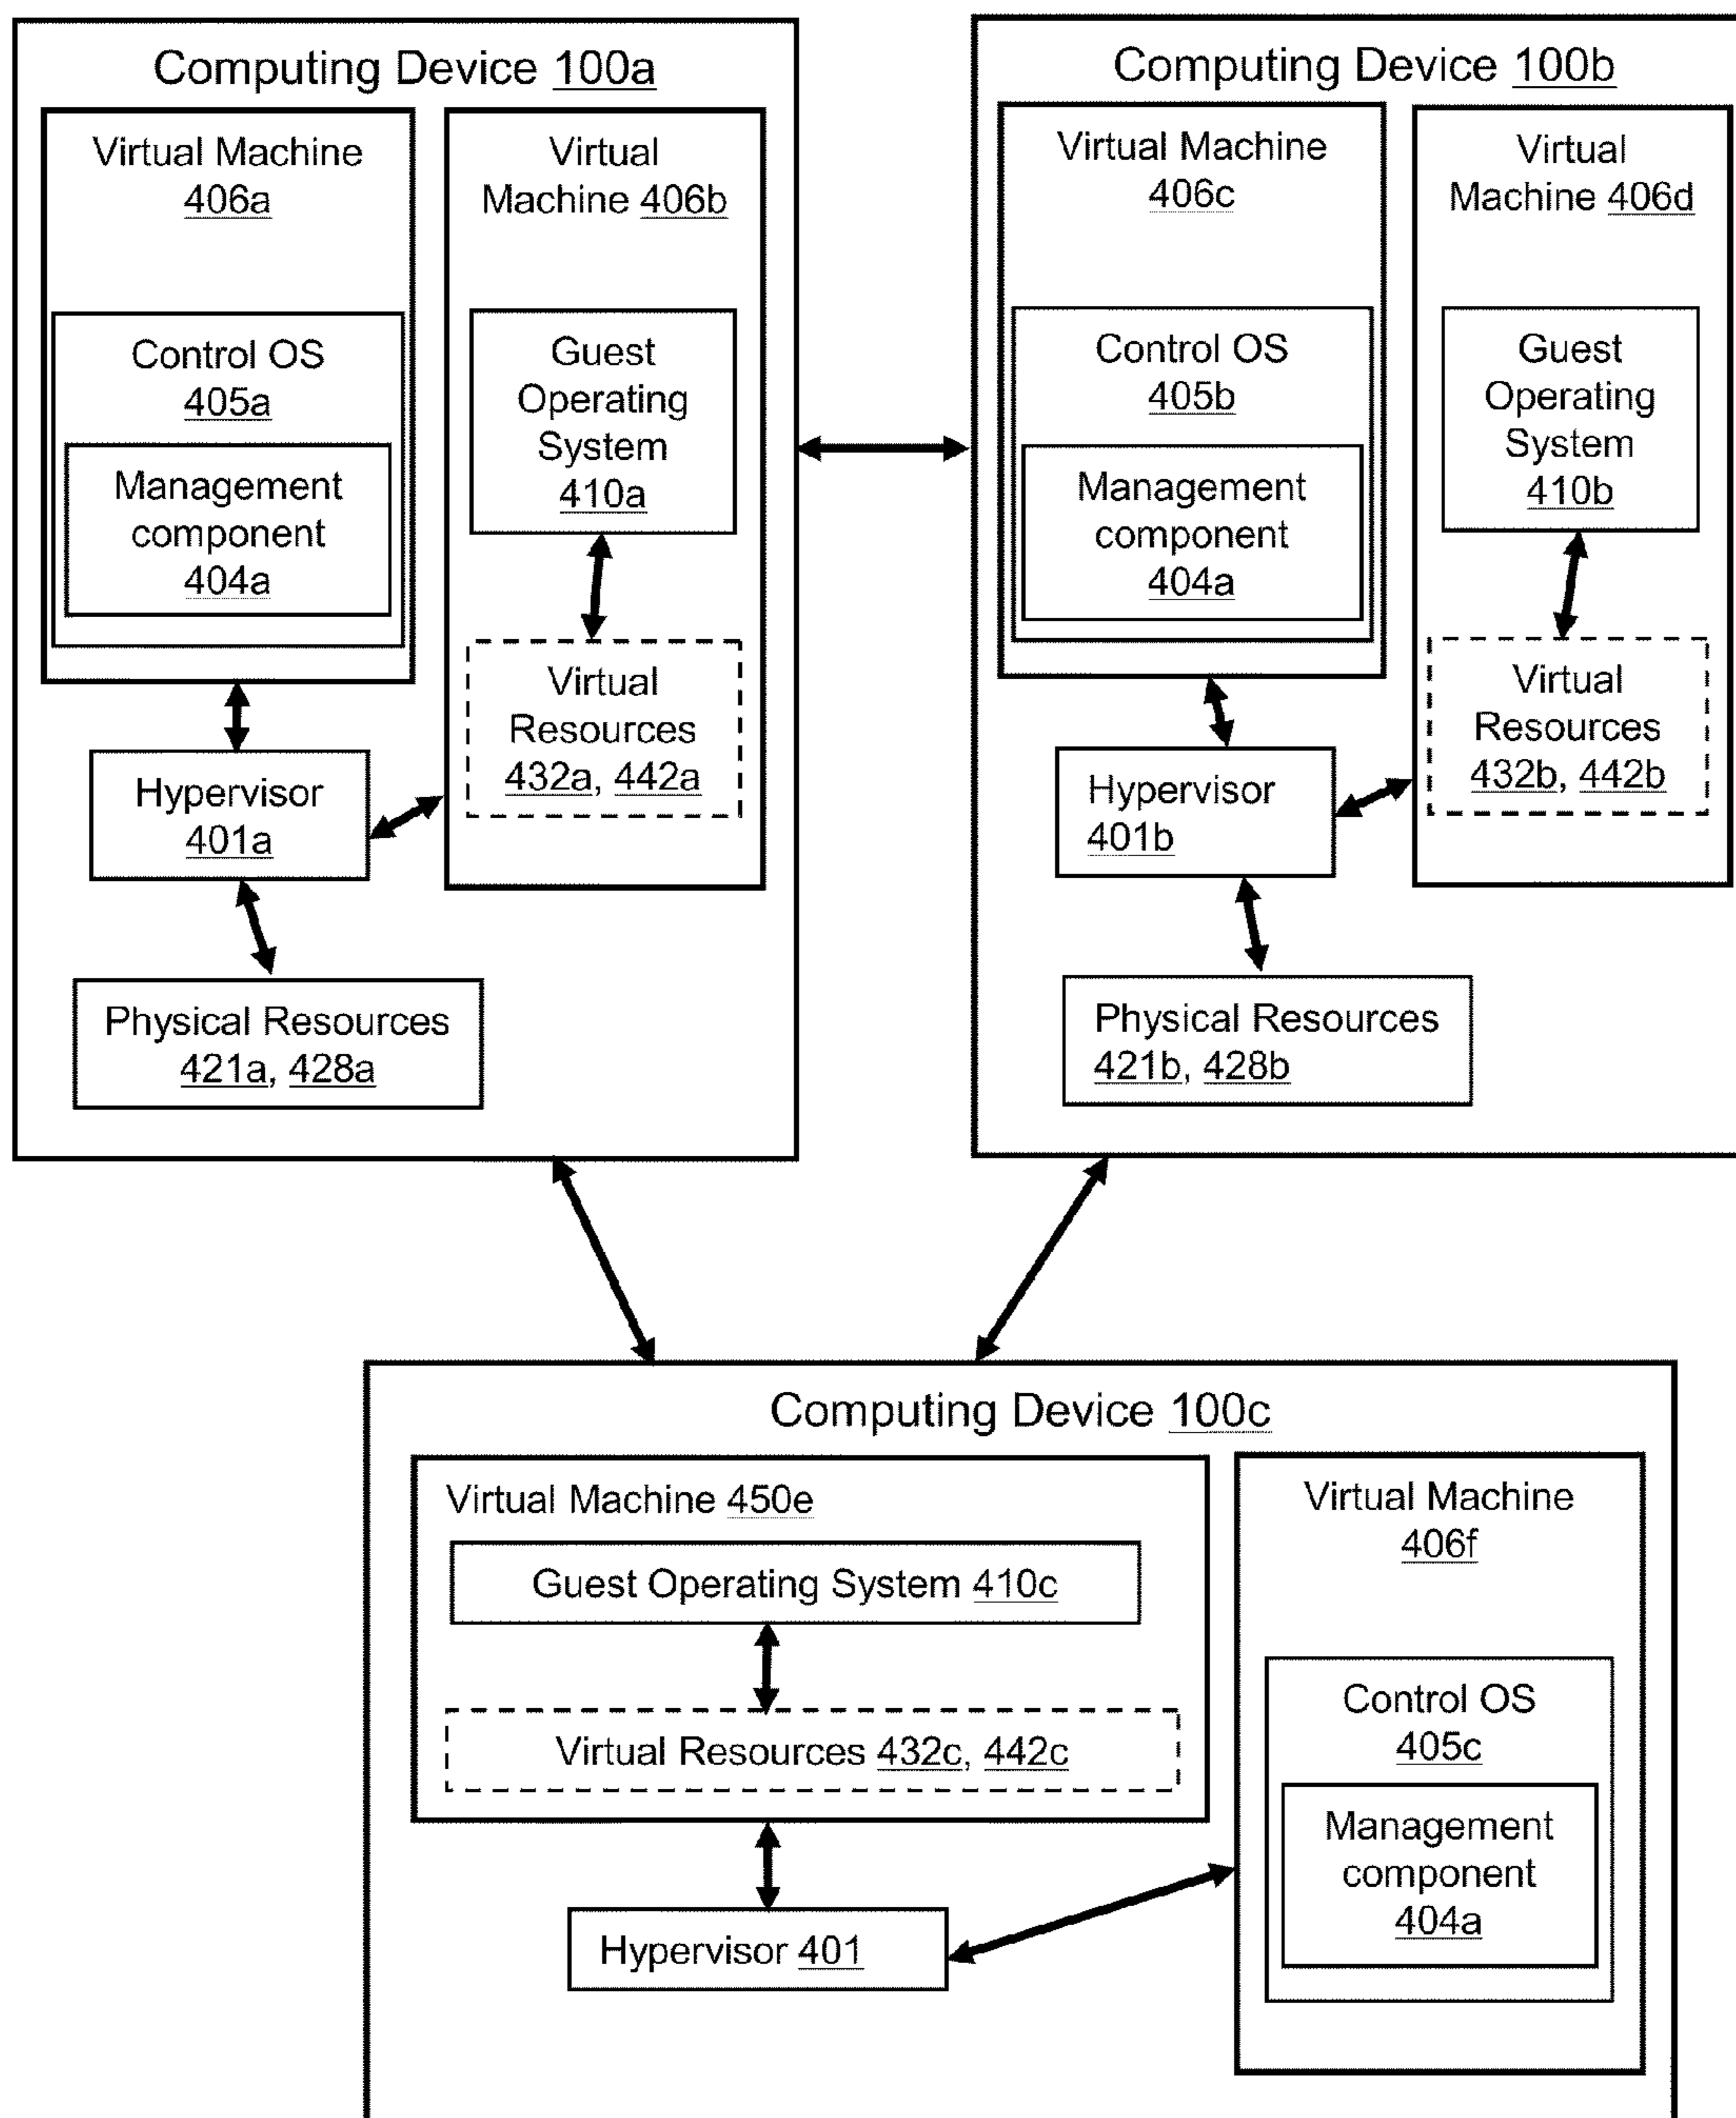 Computing Device 100a
Virtual Machine
406a
Control OS
405a
Management
component
404a
Virtual
Machine 406b
Guest
Operating
System
410a
Virtual
Resources
432a, 442a
Hypervisor
401a
Physical Resources
421a, 428a
Computing Device 100b
Virtual Machine
406c
Control OS
405b
Management
component
404a
Virtual
Machine 406d
Guest
Operating
System
410b
Virtual
Resources
432b, 442b
Hypervisor
401b
Physical Resources
421b, 428b
Computing Device 100c
Virtual Machine 450e
Guest Operating System 410c
Virtual Resources 432c, 442c
Hypervisor 401
Virtual Machine
406f
Control OS
405c
Management
component
404a